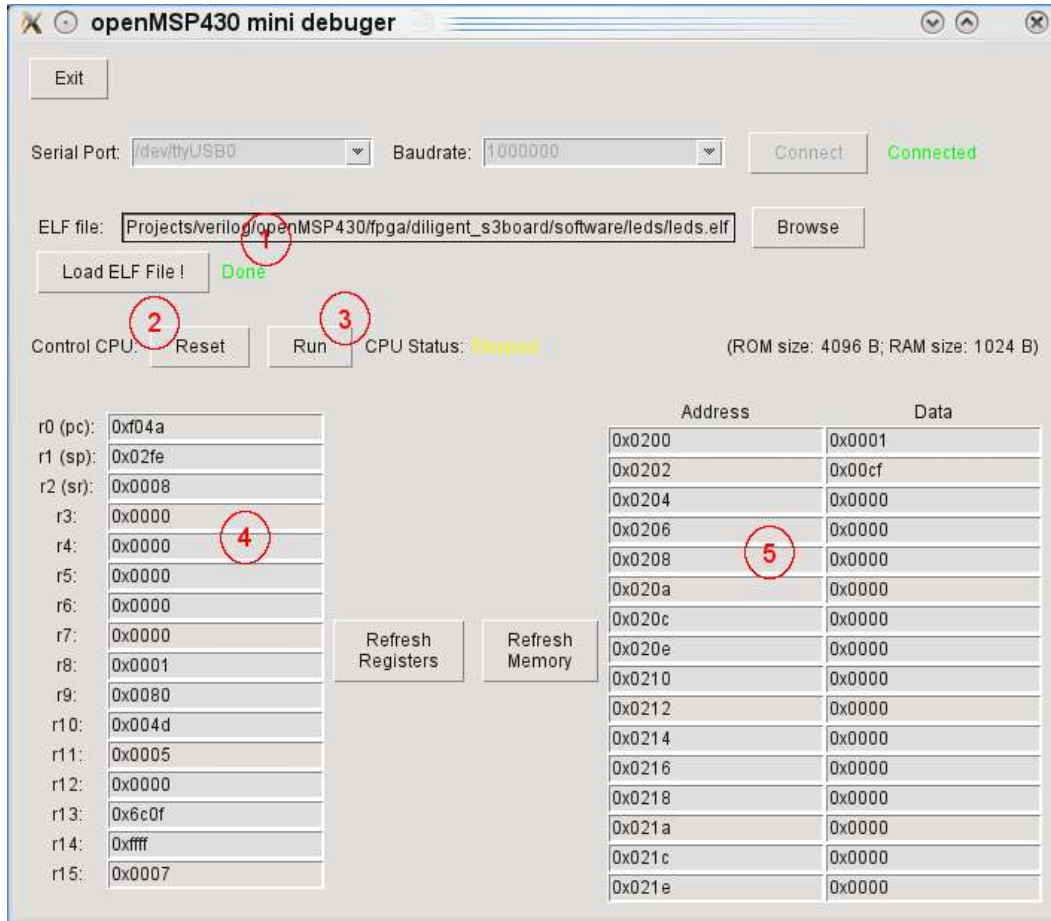 openMSP430 mini debuger
Exit
Serial Port: /dev/ttyUSB0 Baudrate: 1000000 Connect Connected
ELF file: Projects/verilog/openMSP430/fpga/diligent_s3board/software/leds/leds.elf Browse
1
Load ELF File ! Done
2 3
Control CPU: Reset Run CPU Status: Stopped (ROM size: 4096 B; RAM size: 1024 B)
Address Data
r0 (pc): 0xf04a
r1 (sp): 0x02fe
r2 (sr): 0x0008
r3: 0x0000
r4: 0x0000
r5: 0x0000
r6: 0x0000
r7: 0x0000
r8: 0x0001
r9: 0x0080
r10: 0x004d
r11: 0x0005
r12: 0x0000
r13: 0x6c0f
r14: 0xffff
r15: 0x0007
4
Refresh
Registers
Refresh
Memory
0x0200 0x0001
0x0202 0x00cf
0x0204 0x0000
0x0206 0x0000
0x0208 0x0000
0x020a 0x0000
0x020c 0x0000
0x020e 0x0000
0x0210 0x0000
0x0212 0x0000
0x0214 0x0000
0x0216 0x0000
0x0218 0x0000
0x021a 0x0000
0x021c 0x0000
0x021e 0x0000
5